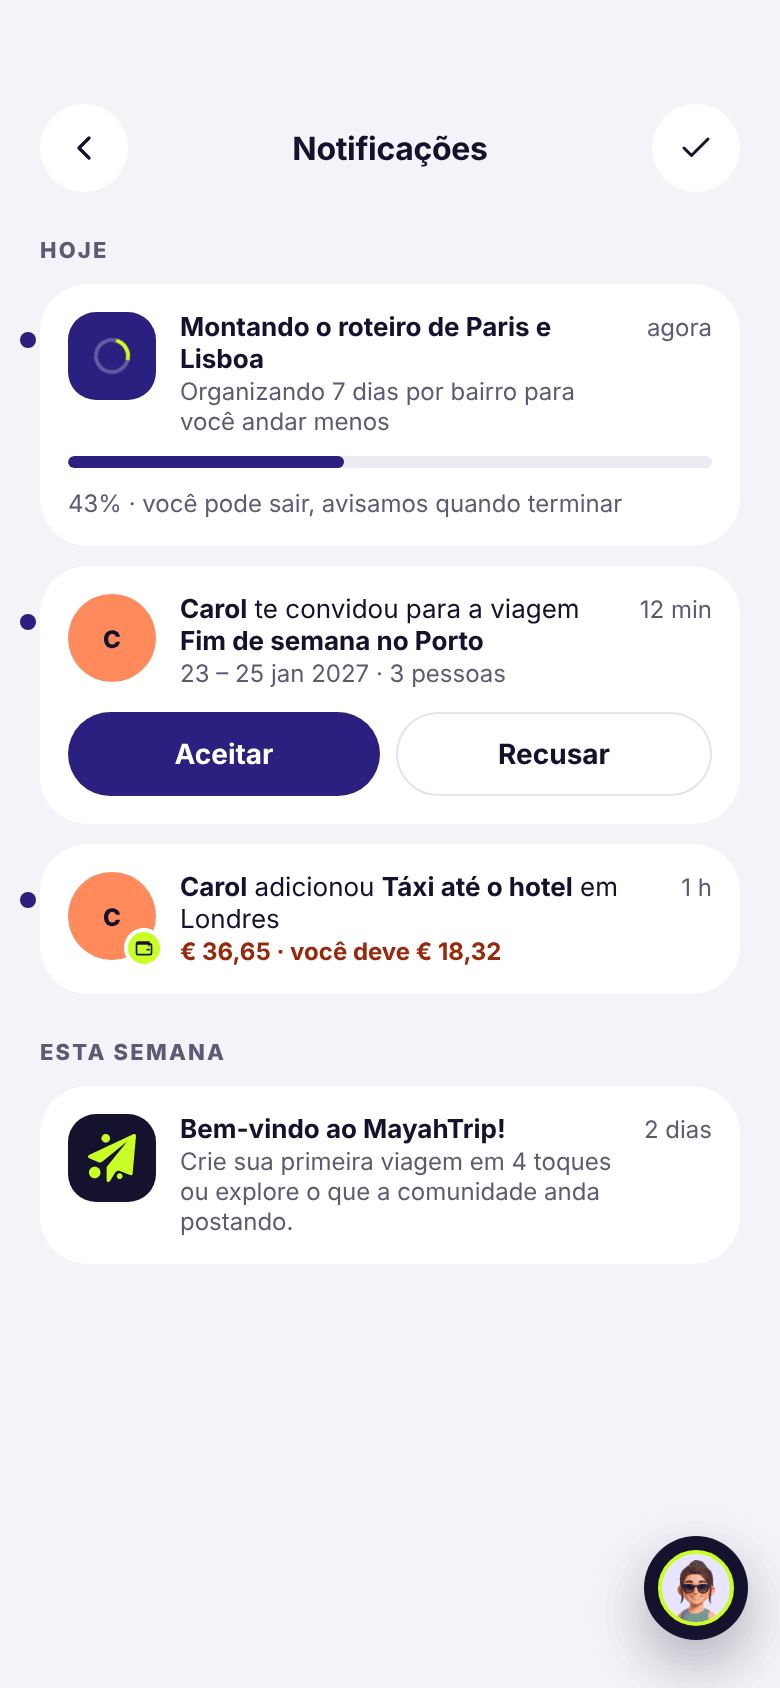 Notificações
HOJE
Montando o roteiro de Paris e
Lisboa
agora
Organizando 7 dias por bairro para
você andar menos
43% · você pode sair, avisamos quando terminar
C
Carol te convidou para a viagem
Fim de semana no Porto
12 min
23 – 25 jan 2027 · 3 pessoas
Aceitar
Recusar
C
Carol adicionou Táxi até o hotel em
Londres
1 h
€ 36,65 · você deve € 18,32
ESTA SEMANA
Bem-vindo ao MayahTrip!
2 dias
Crie sua primeira viagem em 4 toques
ou explore o que a comunidade anda
postando.